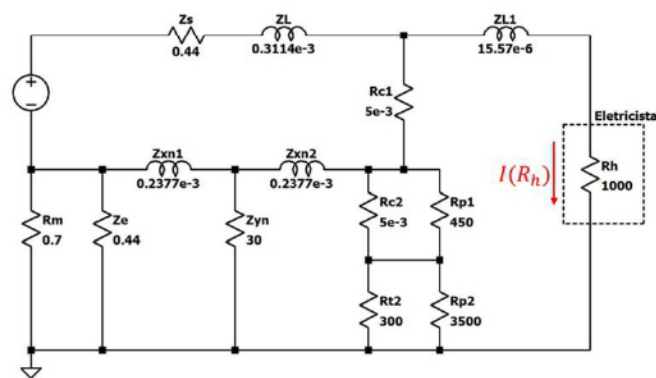 Zs
0.44
ZL
0.3114e-3
ZL1
15.57e-6
Rc1
5e-3
Eletricista
I(Rh)
Rh
1000
Zxn1
0.2377e-3
Zxn2
0.2377e-3
Rm
0.7
Ze
0.44
Zyn
30
Rc2
5e-3
Rp1
450
Rt2
300
Rp2
3500